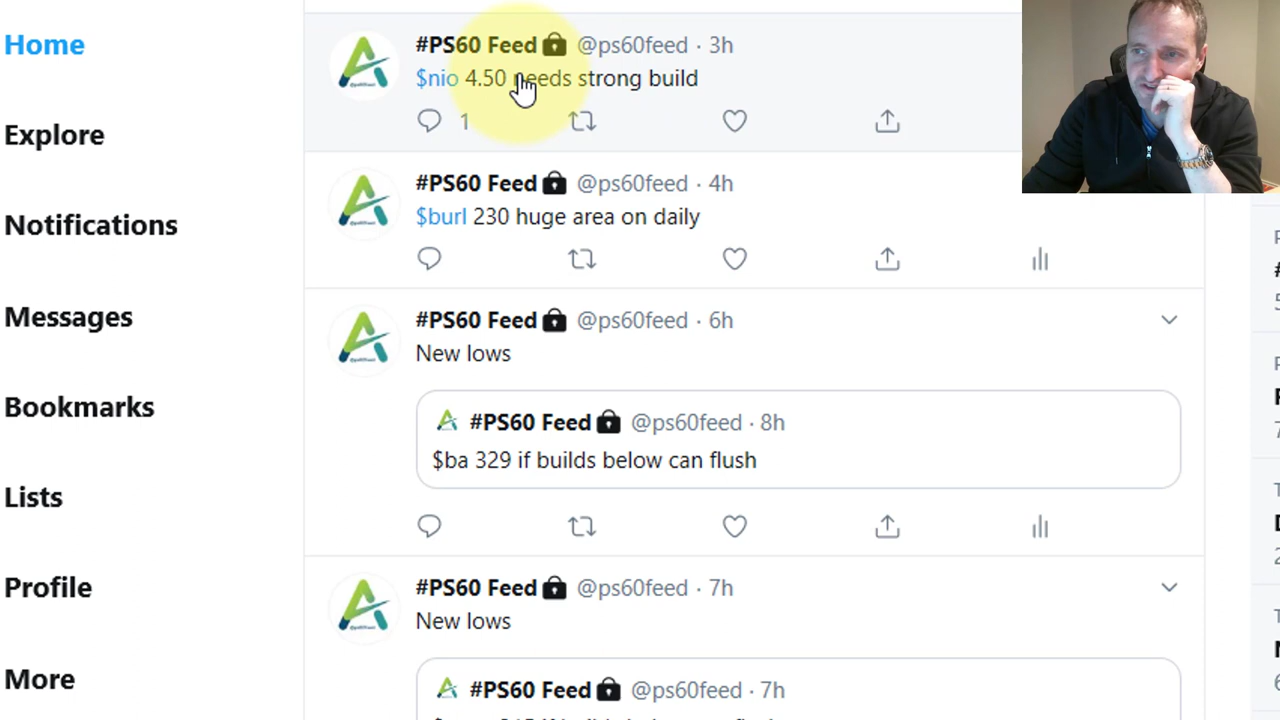 Home
Explore
Notifications
Messages
Bookmarks
Lists
Profile
More
#PS60 Feed @ps60feed · 3h
$nio 4.50 needs strong build
1
#PS60 Feed @ps60feed · 4h
$burl 230 huge area on daily
#PS60 Feed @ps60feed · 6h
New lows
#PS60 Feed @ps60feed · 8h
$ba 329 if builds below can flush
#PS60 Feed @ps60feed · 7h
New lows
#PS60 Feed @ps60feed · 7h